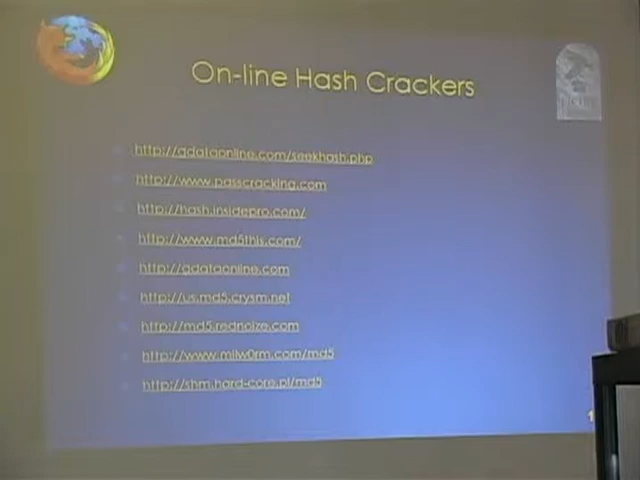 On-line Hash Crackers
http://gdataonline.com/seekhash.php
http://www.passcracking.com
http://hash.insidepro.com/
http://www.md5this.com/
http://gdataonline.com
http://us.md5.crysm.net
http://md5.rednoize.com
http://www.milw0rm.com/md5
http://shm.hard-core.pl/md5